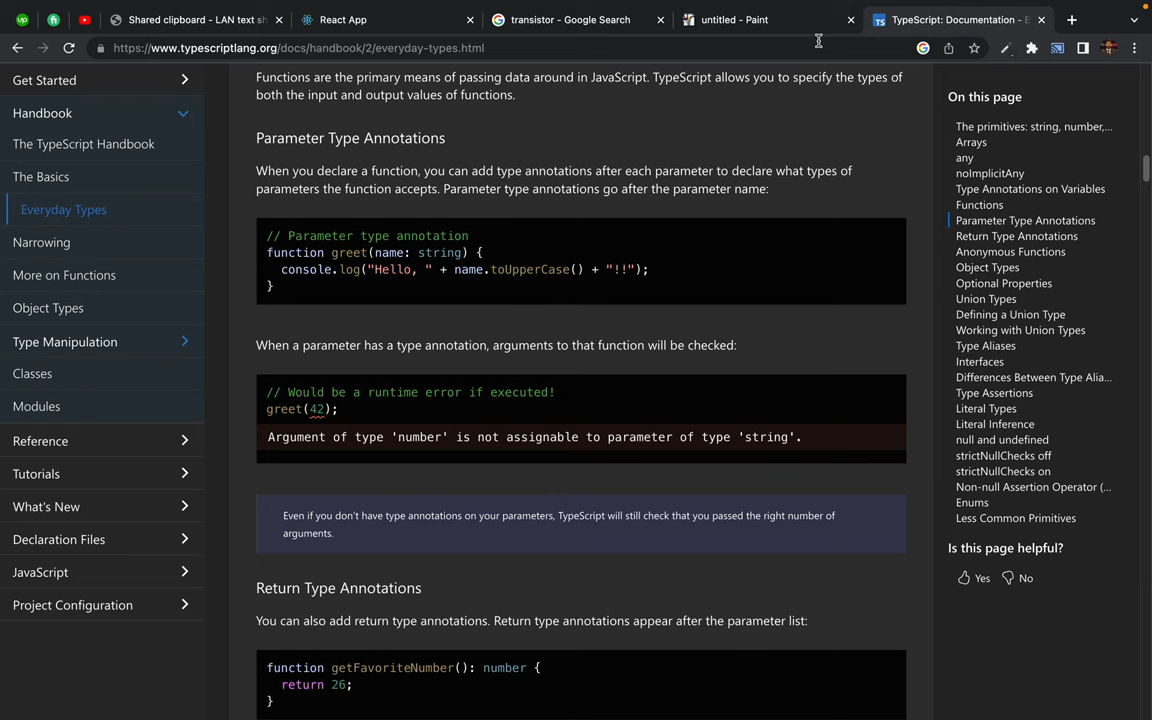 up
fi
Shared clipboard - LAN text sh
React App
transistor - Google Search
untitled - Paint
TS
TypeScript: Documentation - E
https://www.typescriptlang.org/docs/handbook/2/everyday-types.html
Get Started
Handbook
The TypeScript Handbook
The Basics
Everyday Types
Narrowing
More on Functions
Object Types
Type Manipulation
Classes
Modules
Reference
Tutorials
What's New
Declaration Files
JavaScript
Project Configuration
Functions are the primary means of passing data around in JavaScript. TypeScript allows you to specify the types of
both the input and output values of functions.
Parameter Type Annotations
When you declare a function, you can add type annotations after each parameter to declare what types of
parameters the function accepts. Parameter type annotations go after the parameter name:
// Parameter type annotation
function greet(name: string) {
console.log("Hello, " + name.toUpperCase() + "!!");
}
When a parameter has a type annotation, arguments to that function will be checked:
// Would be a runtime error if executed!
greet(42);
Argument of type 'number' is not assignable to parameter of type 'string'.
Even if you don't have type annotations on your parameters, TypeScript will still check that you passed the right number of
arguments.
Return Type Annotations
You can also add return type annotations. Return type annotations appear after the parameter list:
function getFavoriteNumber(): number {
return 26;
}
On this page
The primitives: string, number,...
Arrays
any
noImplicitAny
Type Annotations on Variables
Functions
Parameter Type Annotations
Return Type Annotations
Anonymous Functions
Object Types
Optional Properties
Union Types
Defining a Union Type
Working with Union Types
Type Aliases
Interfaces
Differences Between Type Alia...
Type Assertions
Literal Types
Literal Inference
null and undefined
strictNullChecks off
strictNullChecks on
Non-null Assertion Operator (...
Enums
Less Common Primitives
Is this page helpful?
Yes
No